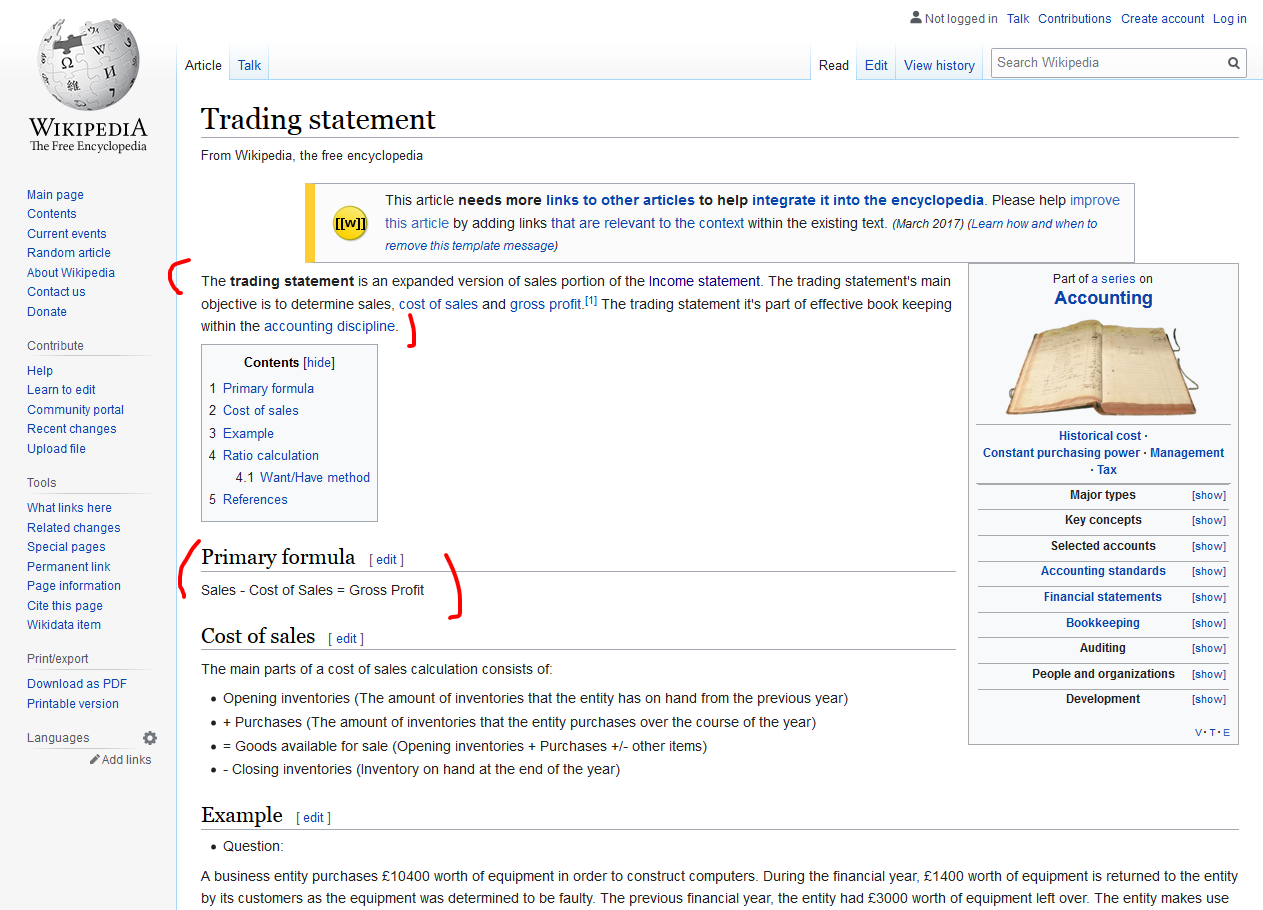 Not logged in Talk Contributions Create account Log in
Article Talk Read Edit View history Search Wikipedia
WIKIPEDIA
The Free Encyclopedia
Main page
Contents
Current events
Random article
About Wikipedia
Contact us
Donate
Contribute
Help
Learn to edit
Community portal
Recent changes
Upload file
Tools
What links here
Related changes
Special pages
Permanent link
Page information
Cite this page
Wikidata item
Print/export
Download as PDF
Printable version
Languages
Add links
Trading statement
From Wikipedia, the free encyclopedia
[[w]]
This article needs more links to other articles to help integrate it into the encyclopedia. Please help improve
this article by adding links that are relevant to the context within the existing text. (March 2017) (Learn how and when to
remove this template message)
The trading statement is an expanded version of sales portion of the Income statement. The trading statement's main
objective is to determine sales, cost of sales and gross profit.[1] The trading statement it's part of effective book keeping
within the accounting discipline.
Contents [hide]
1 Primary formula
2 Cost of sales
3 Example
4 Ratio calculation
4.1 Want/Have method
5 References
Part of a series on
Accounting
Historical cost ·
Constant purchasing power · Management
· Tax
Major types [show]
Key concepts [show]
Selected accounts [show]
Accounting standards [show]
Financial statements [show]
Bookkeeping [show]
Auditing [show]
People and organizations [show]
Development [show]
V · T · E
Primary formula [ edit ]
Sales - Cost of Sales = Gross Profit
Cost of sales [ edit ]
The main parts of a cost of sales calculation consists of:
• Opening inventories (The amount of inventories that the entity has on hand from the previous year)
• + Purchases (The amount of inventories that the entity purchases over the course of the year)
• = Goods available for sale (Opening inventories + Purchases +/- other items)
• - Closing inventories (Inventory on hand at the end of the year)
Example [ edit ]
• Question:
A business entity purchases £10400 worth of equipment in order to construct computers. During the financial year, £1400 worth of equipment is returned to the entity
by its customers as the equipment was determined to be faulty. The previous financial year, the entity had £3000 worth of equipment left over. The entity makes use